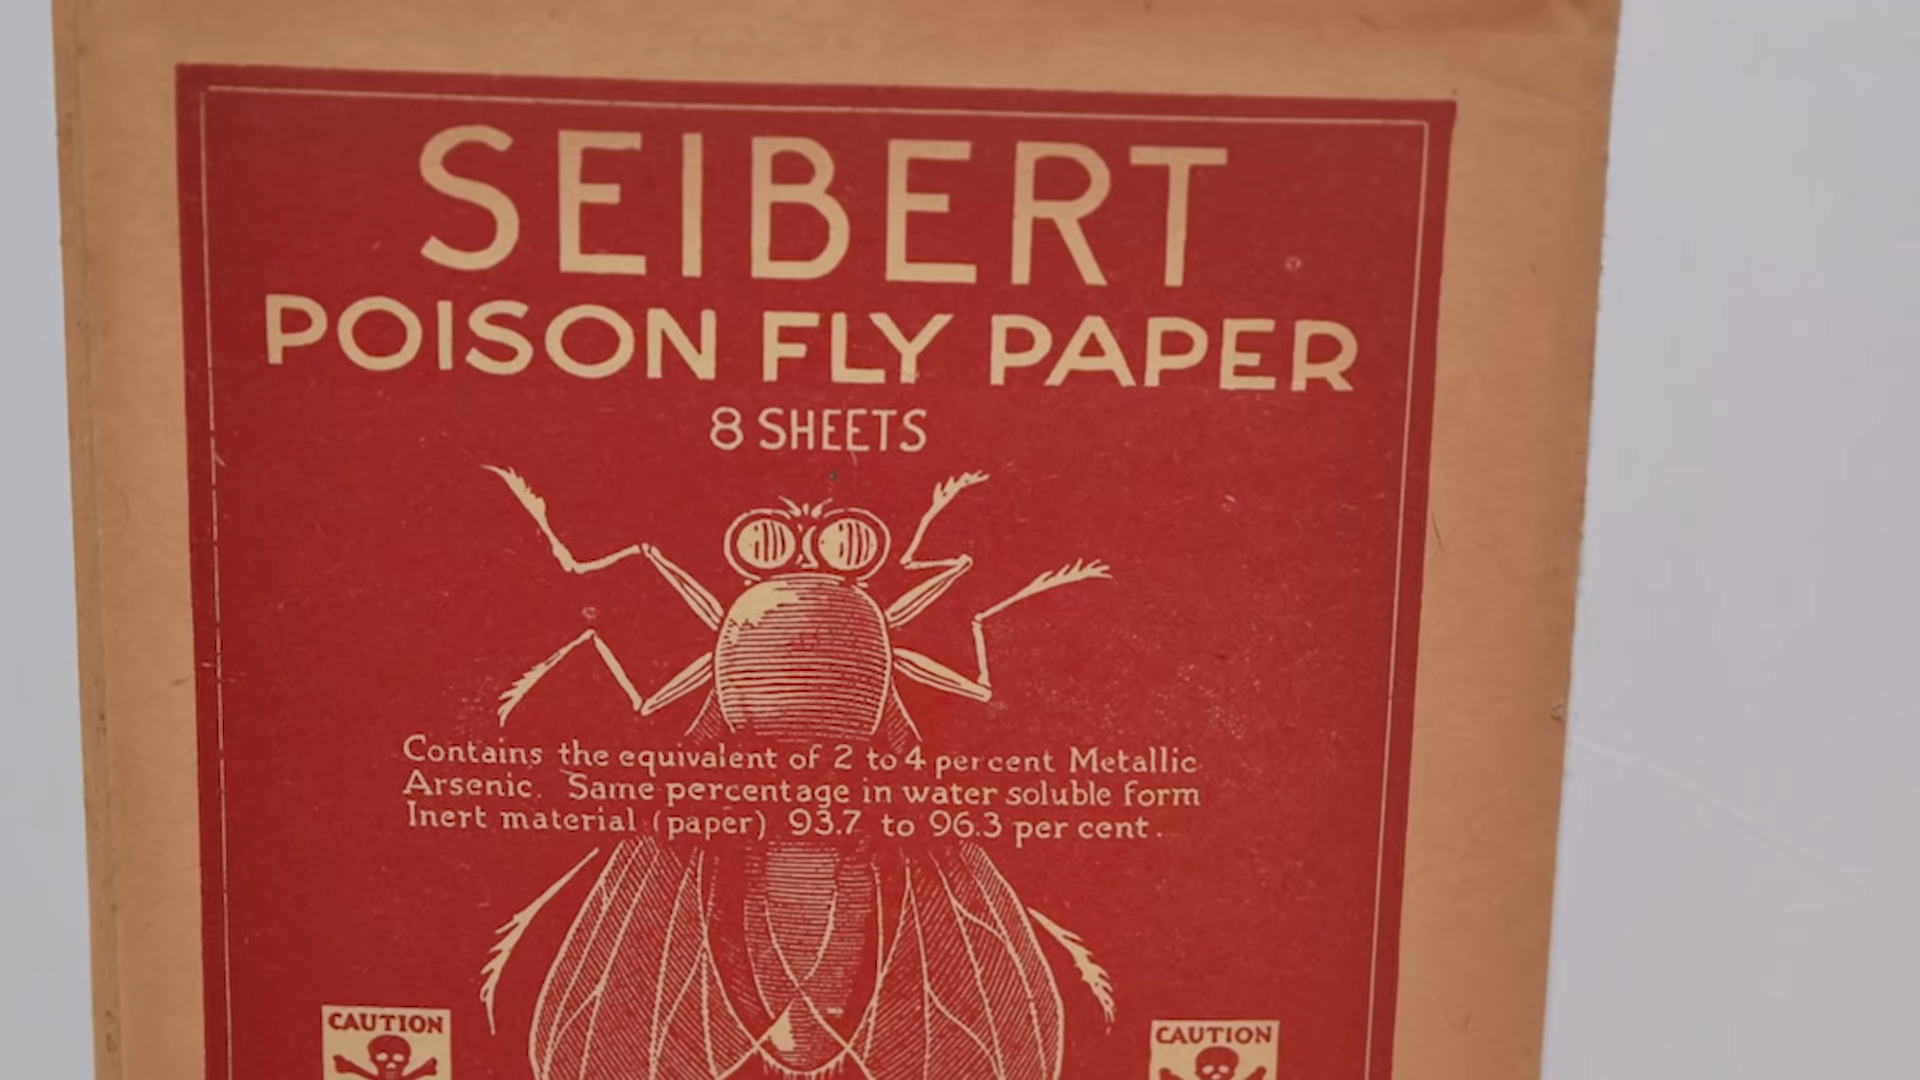 SEIBERT
POISON FLY PAPER
8 SHEETS
Contains the equivalent of 2 to 4 per cent Metallic
Arsenic. Same percentage in water soluble form
Inert material (paper) 93.7 to 96.3 per cent.
CAUTION
CAUTION